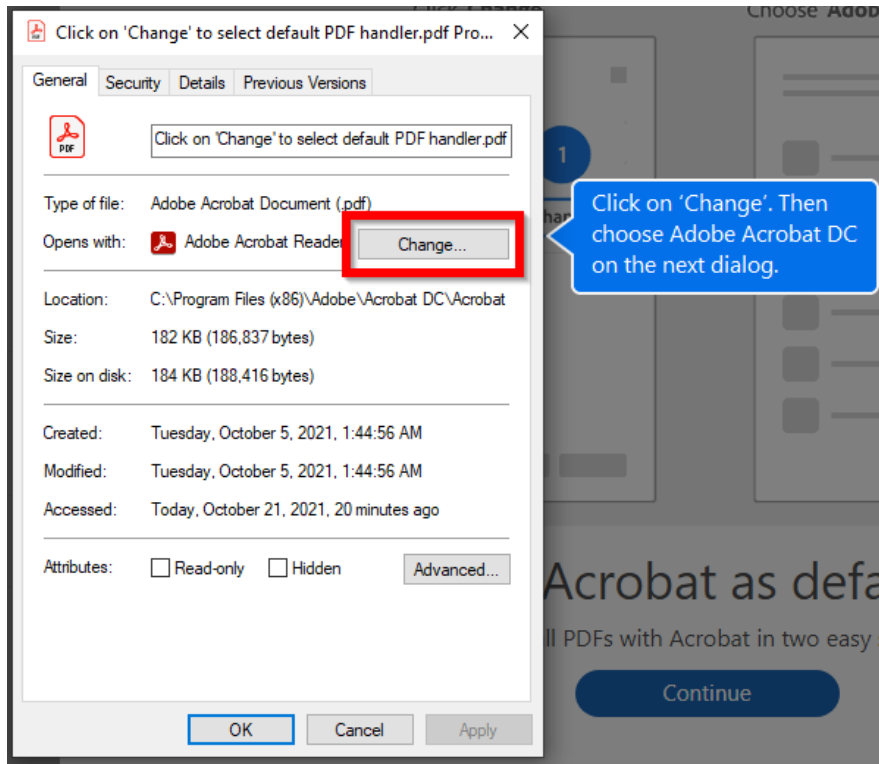 Click Change
Choose Adob
Click on 'Change' to select default PDF handler.pdf Pro...
General Security Details Previous Versions
PDF
Click on 'Change' to select default PDF handler.pdf
Type of file: Adobe Acrobat Document (.pdf)
Opens with: Adobe Acrobat Reader Change...
Location: C:\Program Files (x86)\Adobe\Acrobat DC\Acrobat
Size: 182 KB (186,837 bytes)
Size on disk: 184 KB (188,416 bytes)
Created: Tuesday, October 5, 2021, 1:44:56 AM
Modified: Tuesday, October 5, 2021, 1:44:56 AM
Accessed: Today, October 21, 2021, 20 minutes ago
Attributes: Read-only Hidden Advanced...
OK Cancel Apply
1
han
Click on ‘Change’. Then
choose Adobe Acrobat DC
on the next dialog.
Acrobat as defa
ll PDFs with Acrobat in two easy
Continue